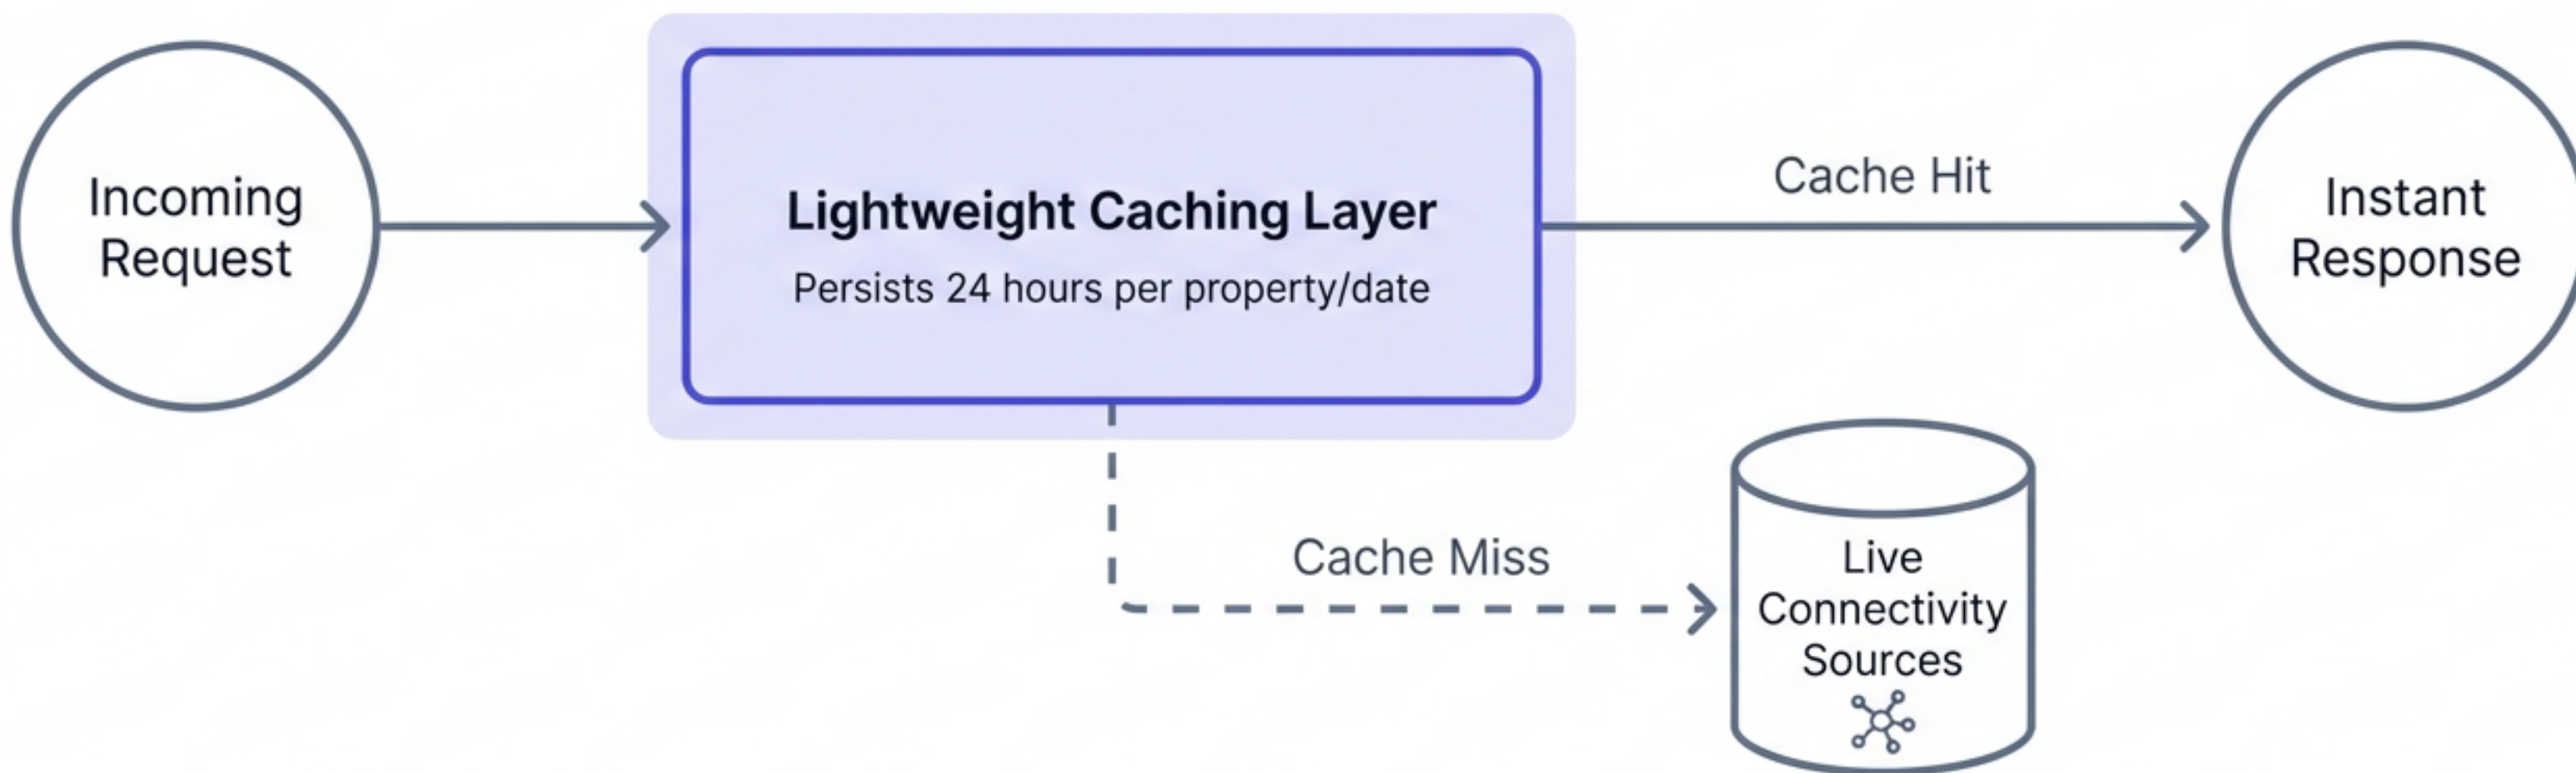 Incoming
Request
Lightweight Caching Layer
Persists 24 hours per property/date
Cache Hit
Instant
Response
Cache Miss
Live
Connectivity
Sources